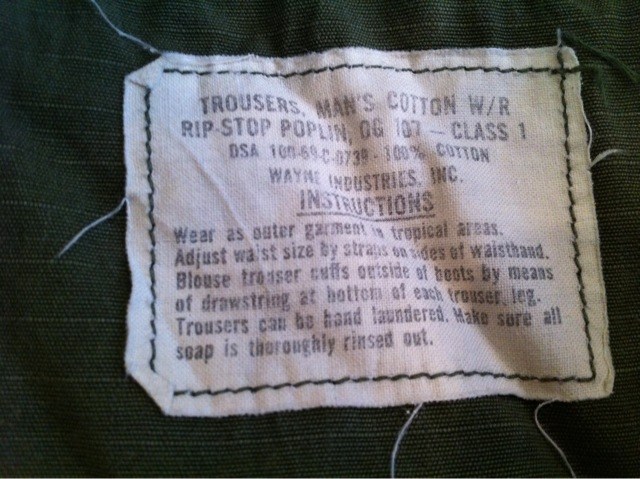 TROUSERS, MAN'S COTTON W/R
RIP-STOP POPLIN, OG 107 — CLASS 1
DSA 100-69-C-0739 - 100% COTTON
WAYNE INDUSTRIES, INC.
INSTRUCTIONS
Wear as outer garment in tropical areas.
Adjust waist size by straps on sides of waistband.
Blouse trouser cuffs outside of boots by means
of drawstring at bottom of each trouser leg.
Trousers can be hand laundered. Make sure all
soap is thoroughly rinsed out.